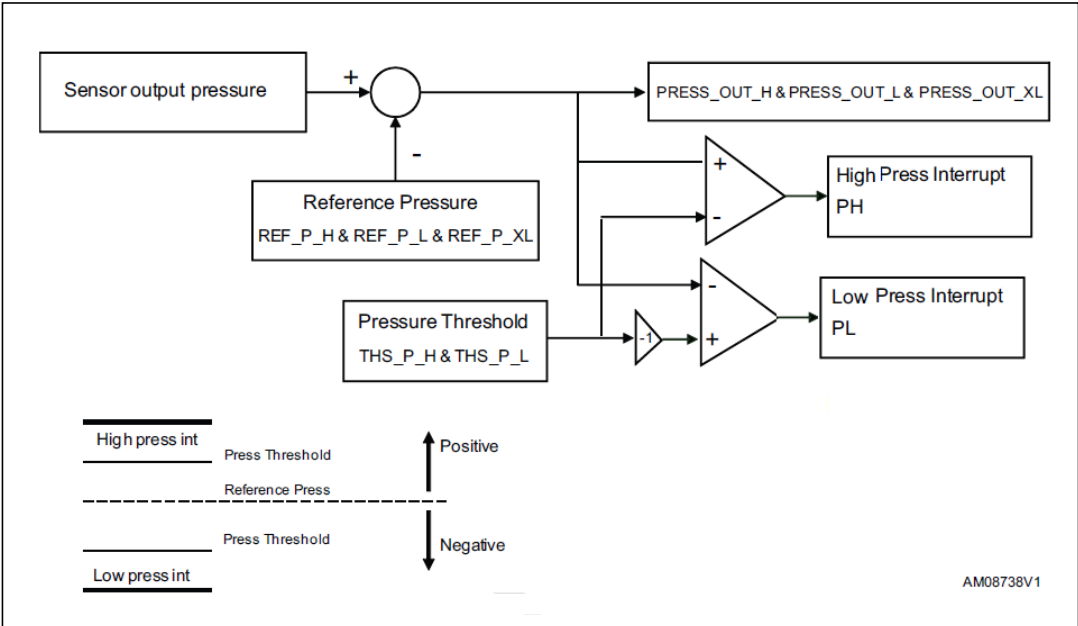 Sensor output pressure
+
-
PRESS_OUT_H & PRESS_OUT_L & PRESS_OUT_XL
Reference Pressure
REF_P_H & REF_P_L & REF_P_XL
+
-
High Press Interrupt
PH
Pressure Threshold
THS_P_H & THS_P_L
-1
-
+
Low Press Interrupt
PL
High press int
Press Threshold
Reference Press
Press Threshold
Low press int
Positive
Negative
AM08738V1